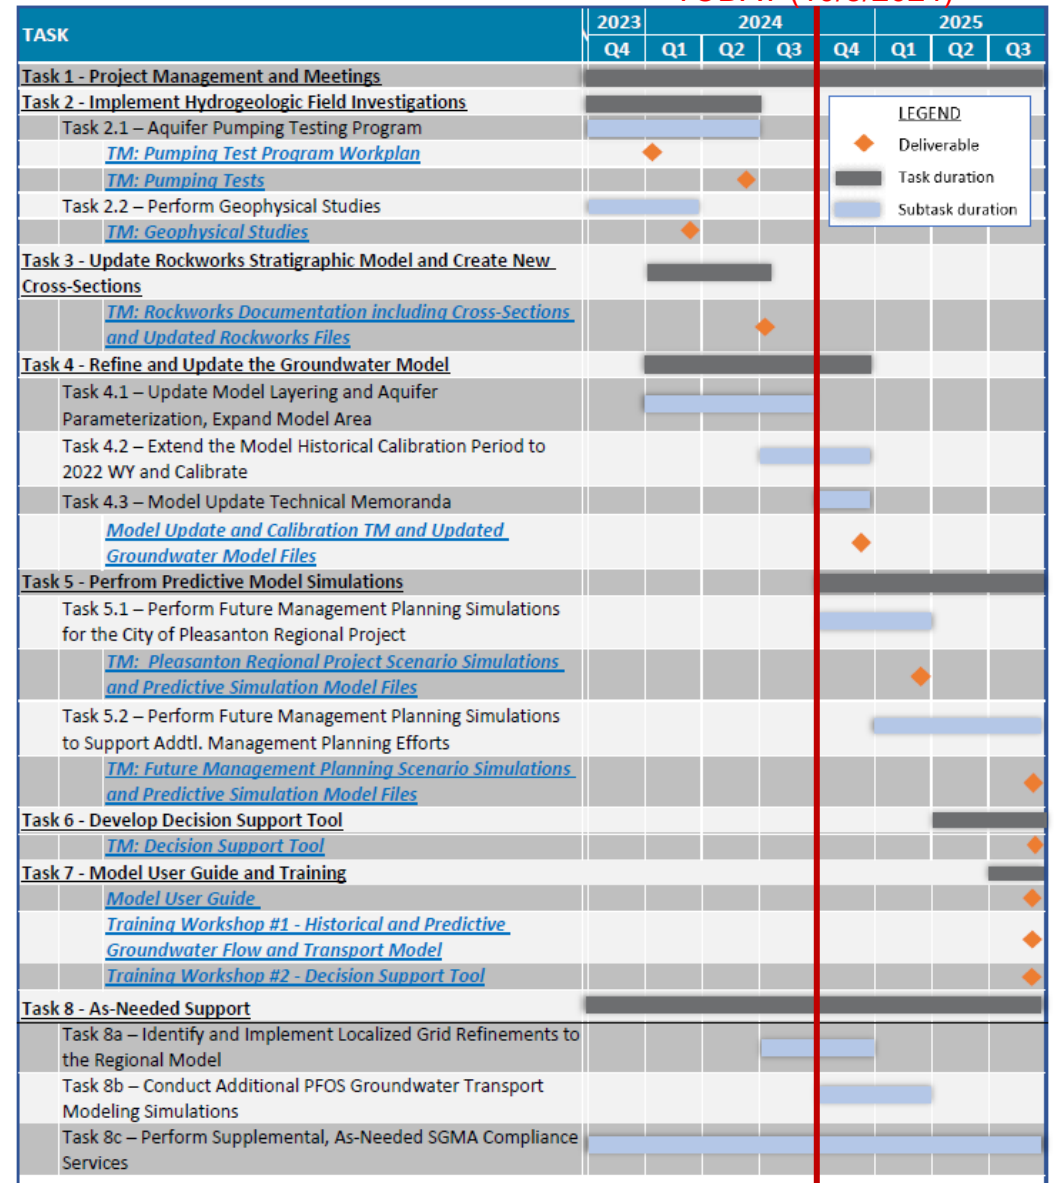 TASK
2023 2024 2025
Q4 Q1 Q2 Q3 Q4 Q1 Q2 Q3
Task 1 - Project Management and Meetings
Task 2 - Implement Hydrogeologic Field Investigations
Task 2.1 – Aquifer Pumping Testing Program
TM: Pumping Test Program Workplan
TM: Pumping Tests
Task 2.2 – Perform Geophysical Studies
TM: Geophysical Studies
Task 3 - Update Rockworks Stratigraphic Model and Create New
Cross-Sections
TM: Rockworks Documentation including Cross-Sections
and Updated Rockworks Files
Task 4 - Refine and Update the Groundwater Model
Task 4.1 – Update Model Layering and Aquifer
Parameterization, Expand Model Area
Task 4.2 – Extend the Model Historical Calibration Period to
2022 WY and Calibrate
Task 4.3 – Model Update Technical Memoranda
Model Update and Calibration TM and Updated
Groundwater Model Files
Task 5 - Perfrom Predictive Model Simulations
Task 5.1 – Perform Future Management Planning Simulations
for the City of Pleasanton Regional Project
TM:  Pleasanton Regional Project Scenario Simulations
and Predictive Simulation Model Files
Task 5.2 – Perform Future Management Planning Simulations
to Support Addtl. Management Planning Efforts
TM: Future Management Planning Scenario Simulations
and Predictive Simulation Model Files
Task 6 - Develop Decision Support Tool
TM: Decision Support Tool
Task 7 - Model User Guide and Training
Model User Guide
Training Workshop #1 - Historical and Predictive
Groundwater Flow and Transport Model
Training Workshop #2 - Decision Support Tool
Task 8 - As-Needed Support
Task 8a – Identify and Implement Localized Grid Refinements to
the Regional Model
Task 8b – Conduct Additional PFOS Groundwater Transport
Modeling Simulations
Task 8c – Perform Supplemental, As-Needed SGMA Compliance
Services
LEGEND
Deliverable
Task duration
Subtask duration